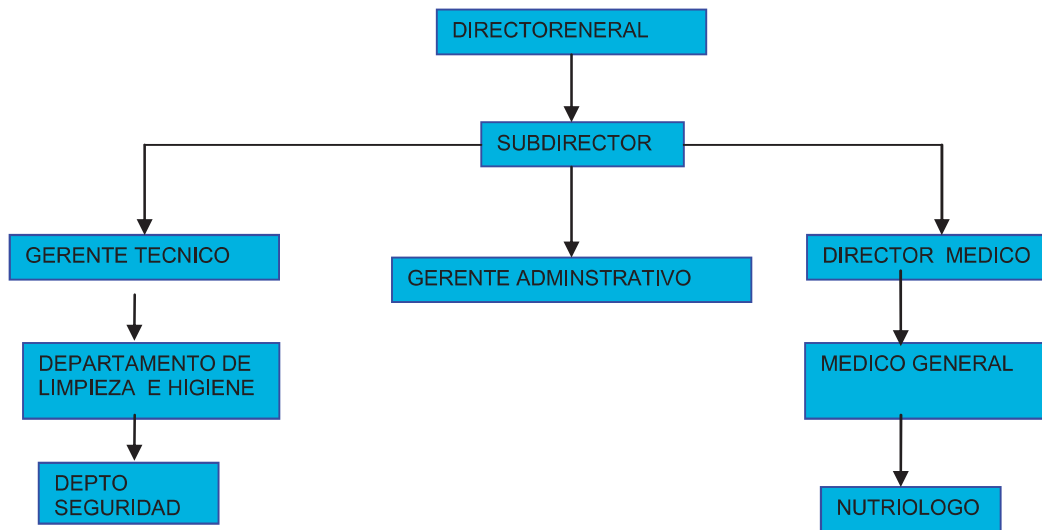 DIRECTORENERAL
SUBDIRECTOR
GERENTE TECNICO
GERENTE ADMINSTRATIVO
DIRECTOR MEDICO
DEPARTAMENTO DE
LIMPIEZA E HIGIENE
MEDICO GENERAL
DEPTO
SEGURIDAD
NUTRIOLOGO